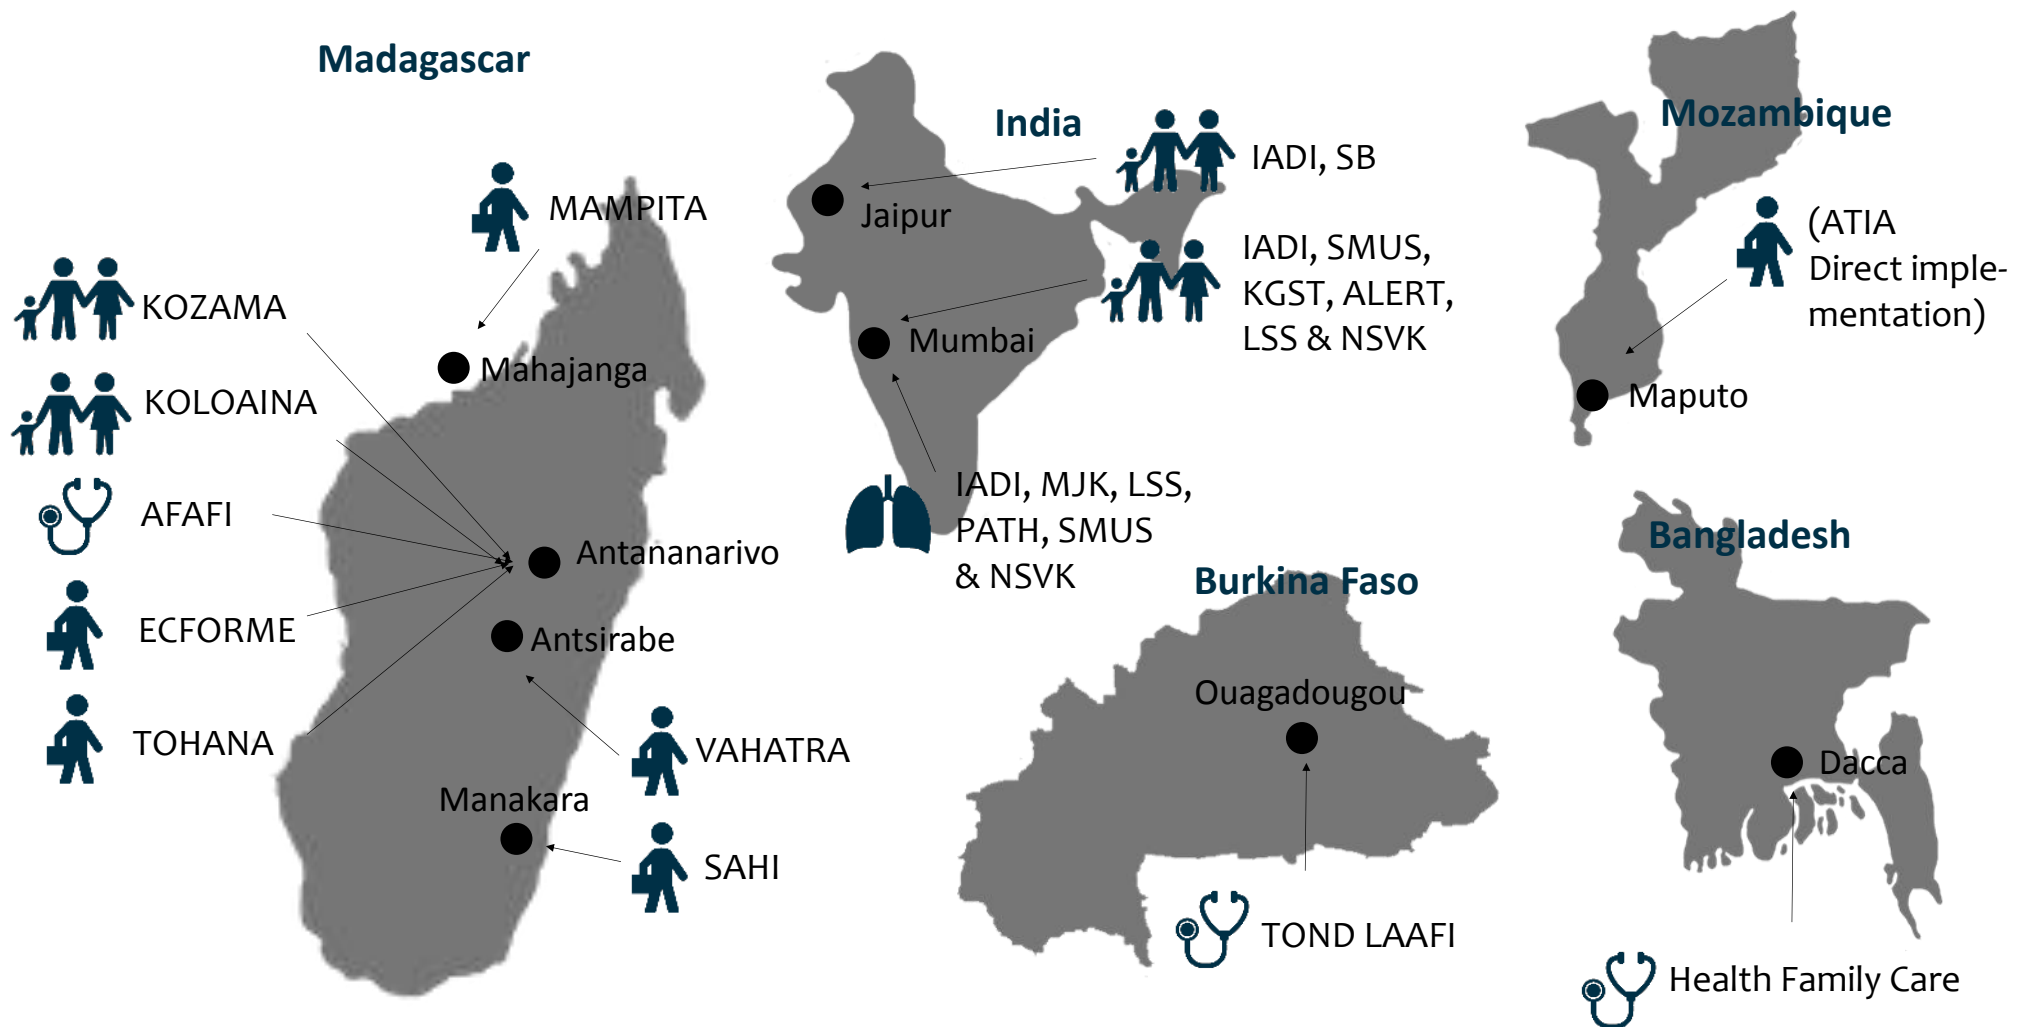 Madagascar
MAMPITA
KOZAMA
Mahajanga
KOLOAINA
AFAFI
Antananarivo
ECFORME
Antsirabe
TOHANA
VAHATRA
Manakara
SAHI
India
IADI, SB
Jaipur
IADI, SMUS,
KGST, ALERT,
LSS & NSVK
Mumbai
IADI, MJK, LSS,
PATH, SMUS
& NSVK
Mozambique
(ATIA
Direct imple-
mentation)
Maputo
Burkina Faso
Ouagadougou
TOND LAAFI
Bangladesh
Dacca
Health Family Care